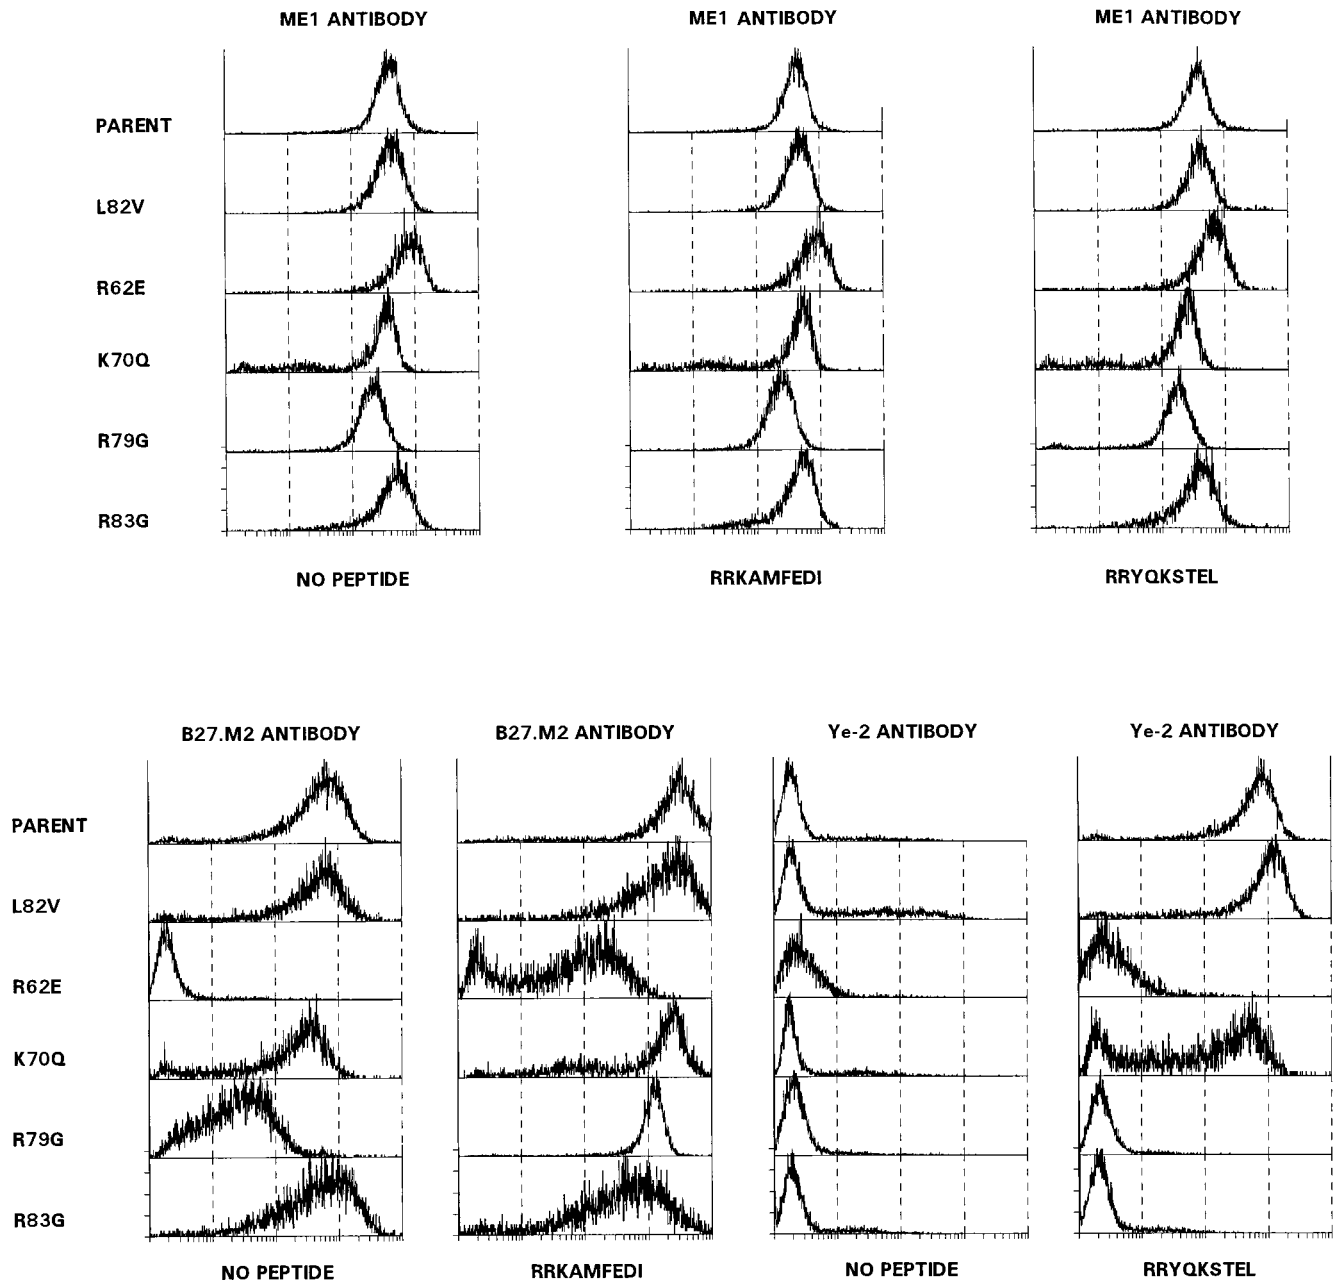 ME1 ANTIBODY ME1 ANTIBODY ME1 ANTIBODY
PARENT
L82V
R62E
K70Q
R79G
R83G
NO PEPTIDE RRKAMFEDI RRYQKSTEL
B27.M2 ANTIBODY B27.M2 ANTIBODY Ye-2 ANTIBODY Ye-2 ANTIBODY
PARENT
L82V
R62E
K70Q
R79G
R83G
NO PEPTIDE RRKAMFEDI NO PEPTIDE RRYQKSTEL